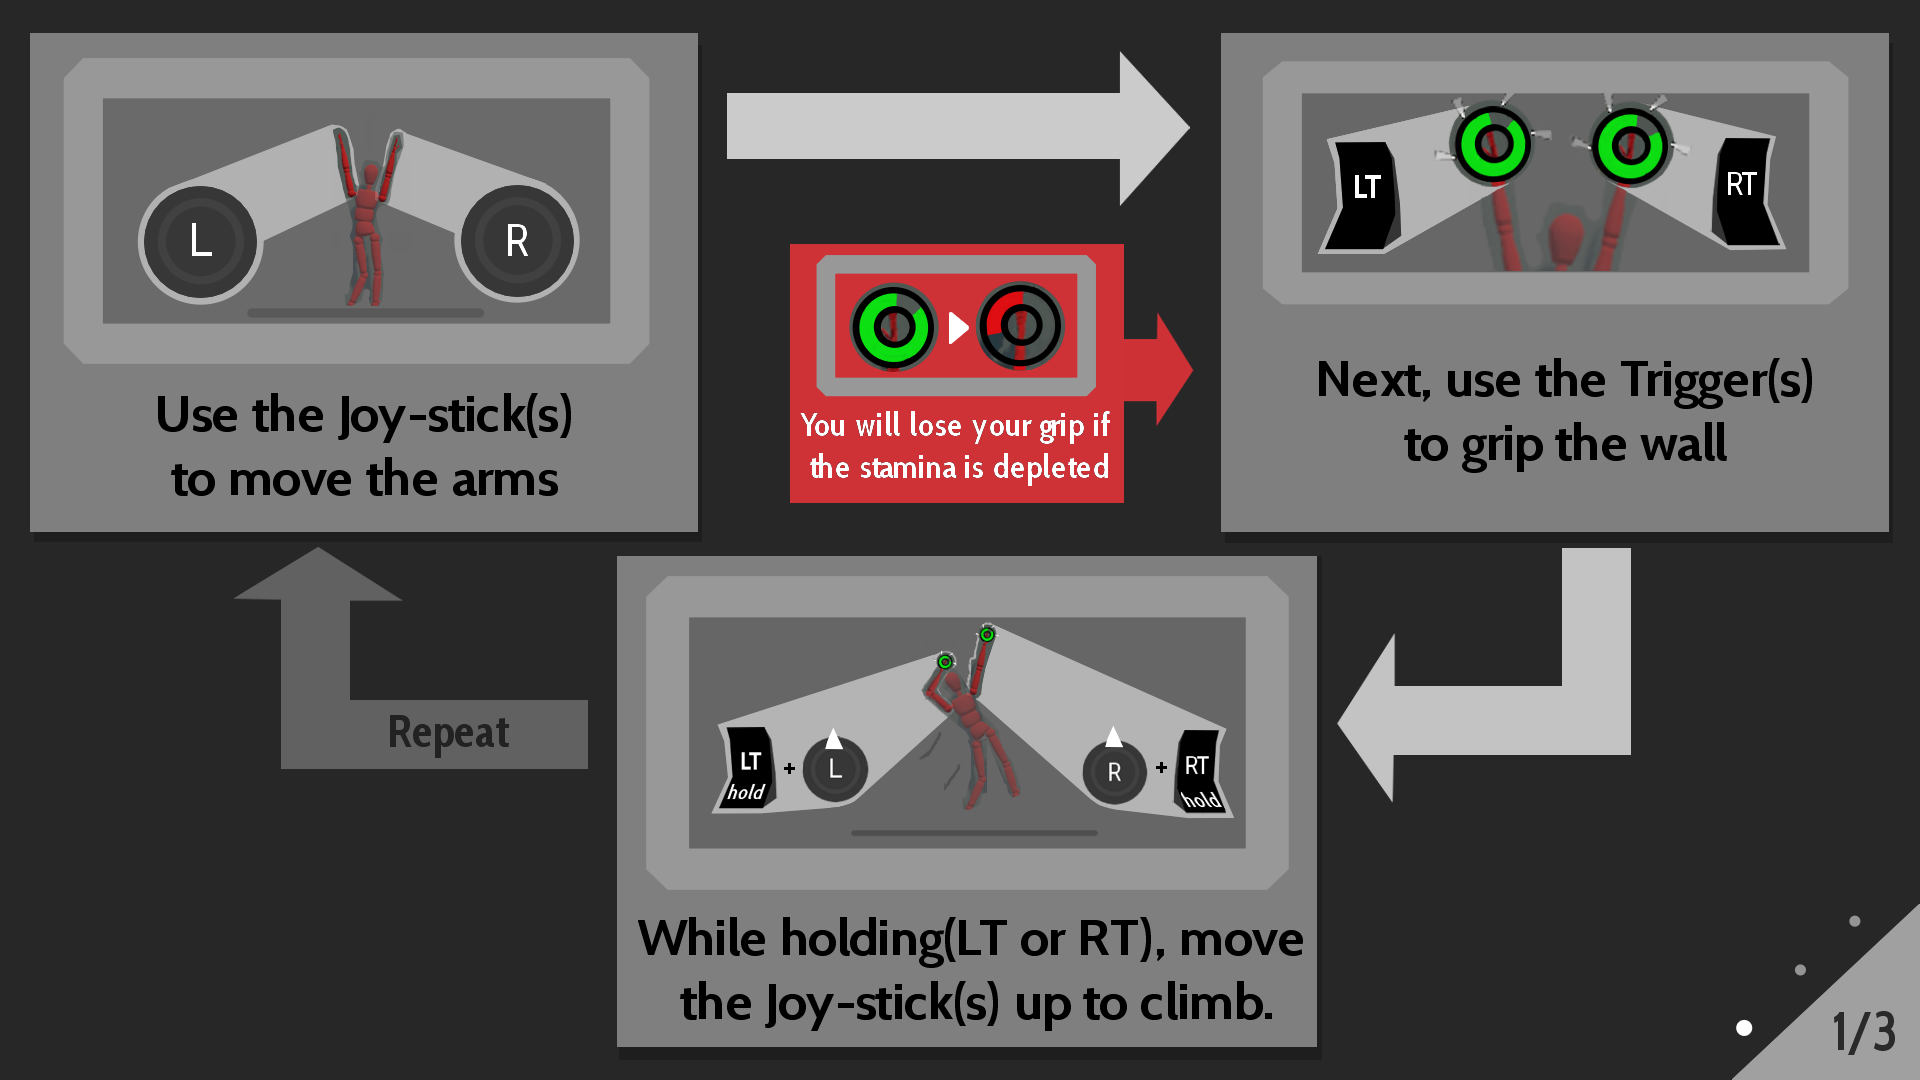 L
R
Use the Joy-stick(s)
to move the arms
You will lose your grip if
the stamina is depleted
LT
RT
Next, use the Trigger(s)
to grip the wall
LT
hold
+
L
R
+
RT
hold
While holding(LT or RT), move
the Joy-stick(s) up to climb.
Repeat
1/3